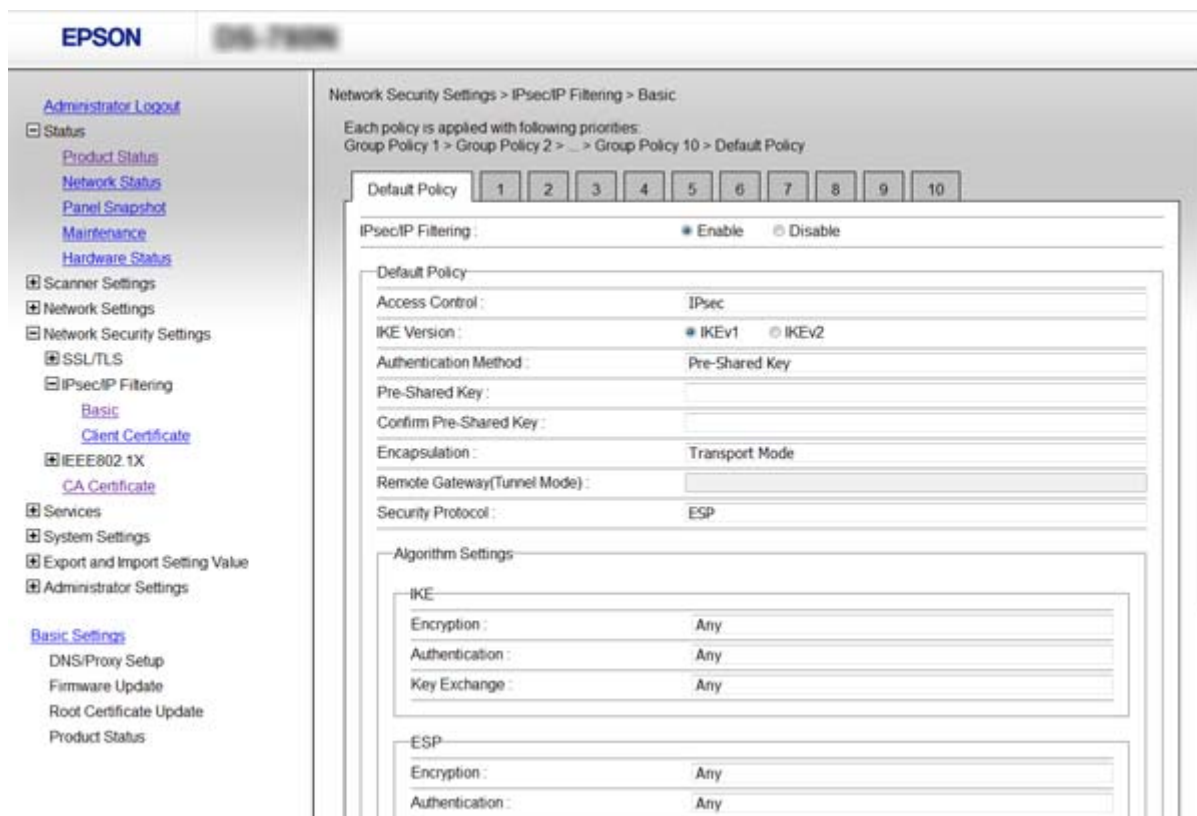 EPSON
Administrator Logout
Status
Product Status
Network Status
Panel Snapshot
Maintenance
Hardware Status
Scanner Settings
Network Settings
Network Security Settings
SSL/TLS
IPsec/IP Filtering
Basic
Client Certificate
IEEE802.1X
CA Certificate
Services
System Settings
Export and Import Setting Value
Administrator Settings
Basic Settings
DNS/Proxy Setup
Firmware Update
Root Certificate Update
Product Status
Network Security Settings > IPsec/IP Filtering > Basic
Each policy is applied with following priorities:
Group Policy 1 > Group Policy 2 > ... > Group Policy 10 > Default Policy
Default Policy 1 2 3 4 5 6 7 8 9 10
IPsec/IP Filtering : Enable Disable
Default Policy
Access Control : IPsec
IKE Version : IKEv1 IKEv2
Authentication Method : Pre-Shared Key
Pre-Shared Key :
Confirm Pre-Shared Key :
Encapsulation : Transport Mode
Remote Gateway(Tunnel Mode) :
Security Protocol : ESP
Algorithm Settings
IKE
Encryption : Any
Authentication : Any
Key Exchange : Any
ESP
Encryption : Any
Authentication : Any